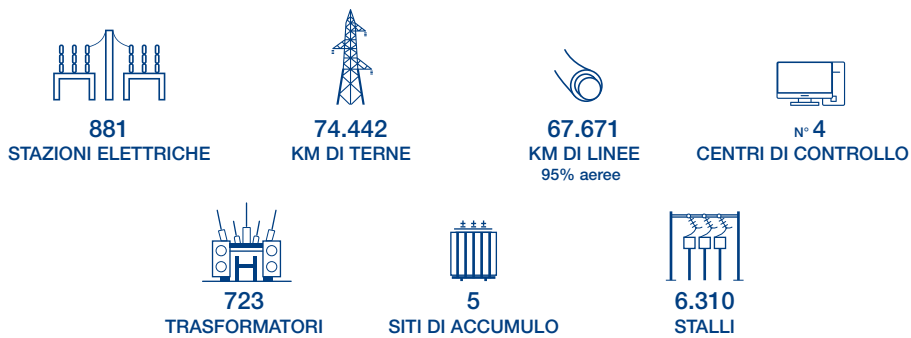 881
STAZIONI ELETTRICHE
74.442
KM DI TERNE
67.671
KM DI LINEE
95% aeree
N° 4
CENTRI DI CONTROLLO
723
TRASFORMATORI
5
SITI DI ACCUMULO
6.310
STALLI